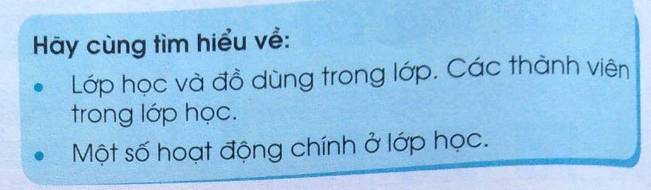 Hãy cùng tìm hiểu về:
• Lớp học và đồ dùng trong lớp. Các thành viên
trong lớp học.
• Một số hoạt động chính ở lớp học.